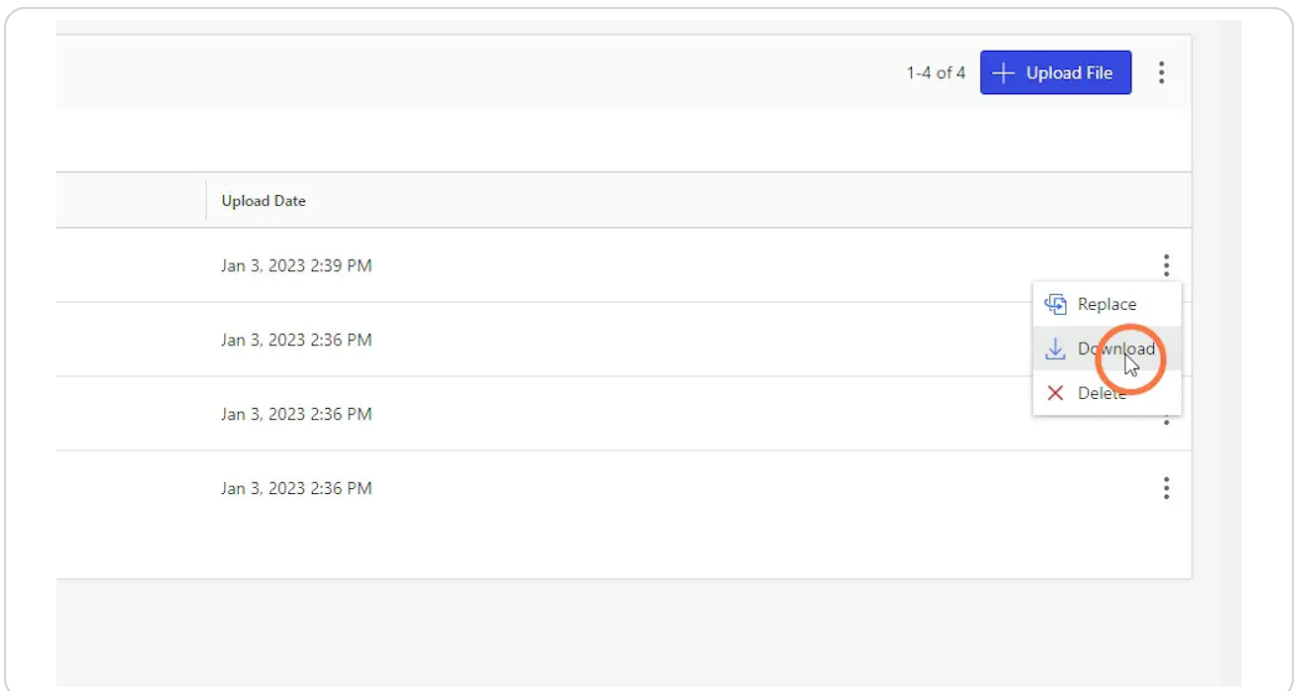 1-4 of 4 Upload File
Upload Date
Jan 3, 2023 2:39 PM
Replace
Jan 3, 2023 2:36 PM
Download
Delete
Jan 3, 2023 2:36 PM
Jan 3, 2023 2:36 PM